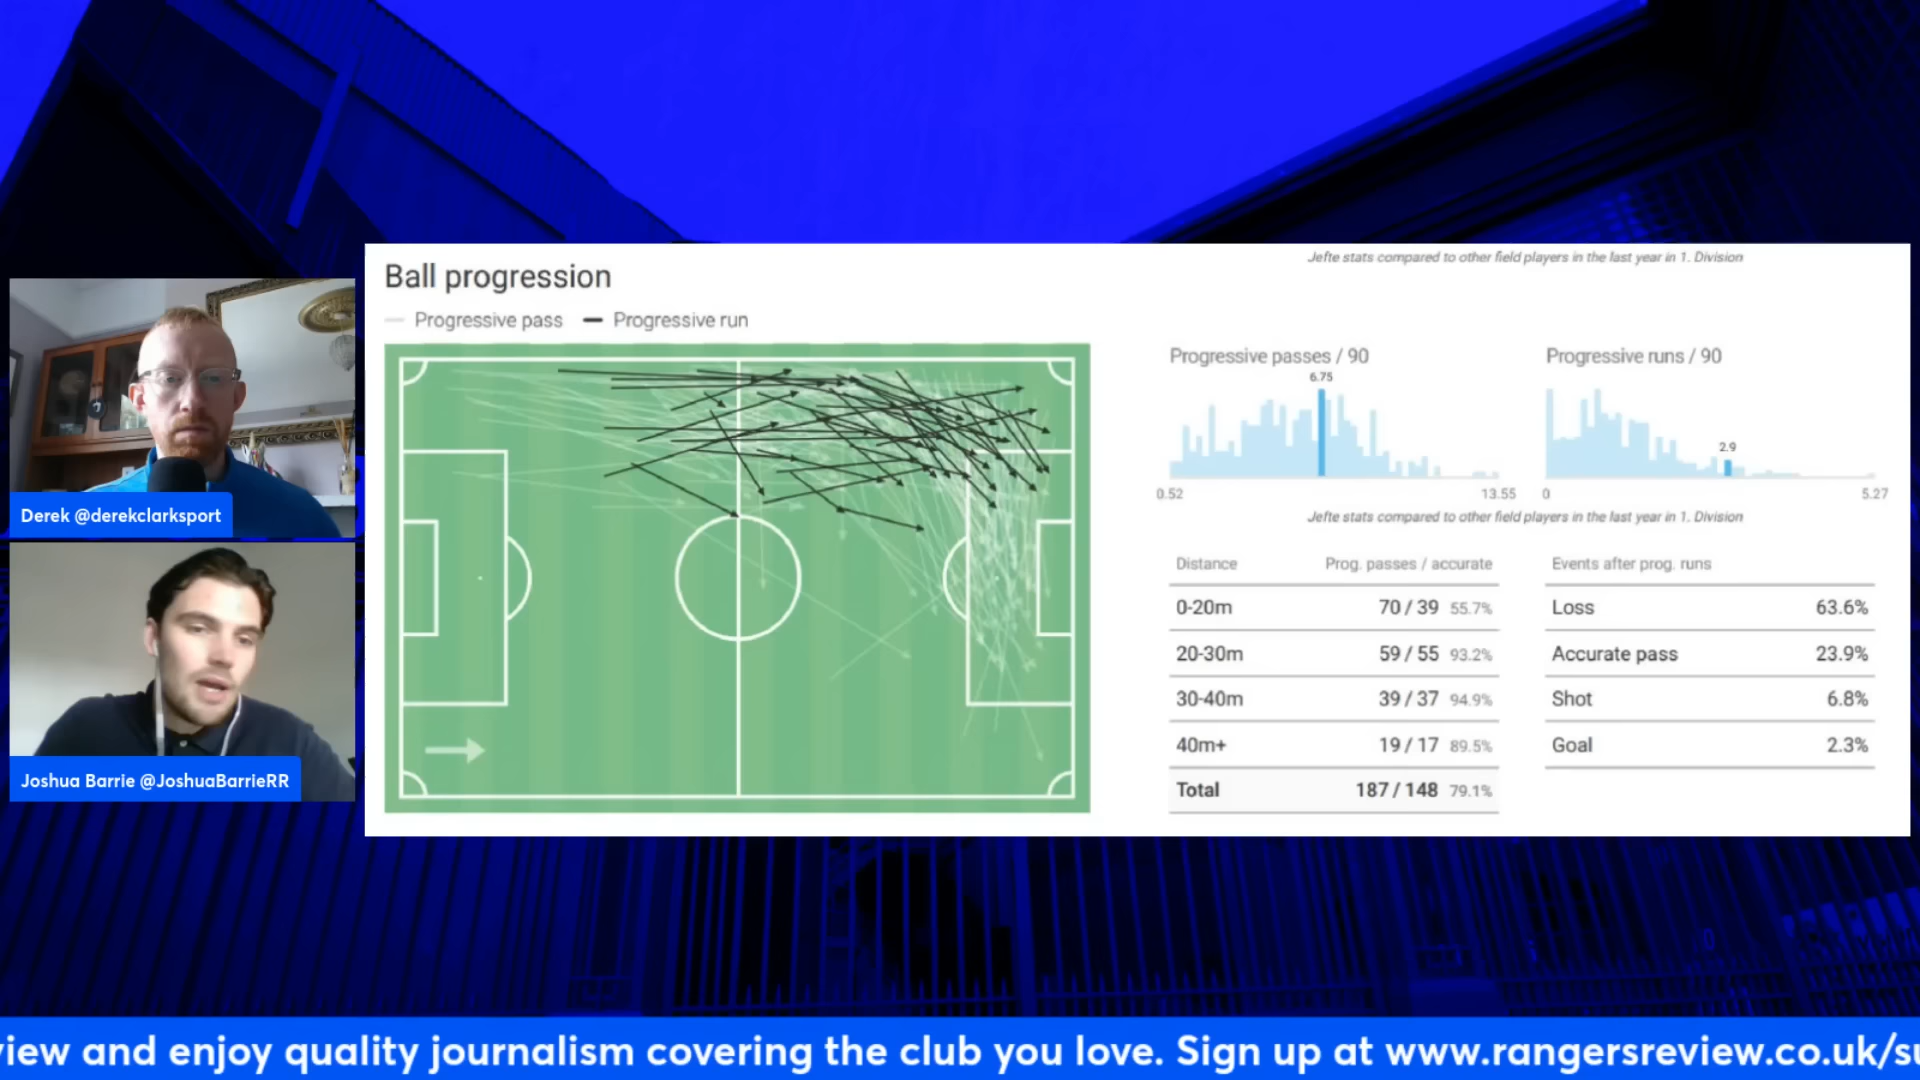 Jefte stats compared to other field players in the last year in 1. Division
Ball progression
Progressive pass
Progressive run
Progressive passes / 90
6.75
0.52
13.55
Progressive runs / 90
2.9
0
5.27
Jefte stats compared to other field players in the last year in 1. Division
Distance Prog. passes / accurate
0-20m 70 / 39 55.7%
20-30m 59 / 55 93.2%
30-40m 39 / 37 94.9%
40m+ 19 / 17 89.5%
Total 187 / 148 79.1%
Events after prog. runs
Loss 63.6%
Accurate pass 23.9%
Shot 6.8%
Goal 2.3%
Derek @derekclarksport
Joshua Barrie @JoshuaBarrieRR
view and enjoy quality journalism covering the club you love. Sign up at www.rangersreview.co.uk/su